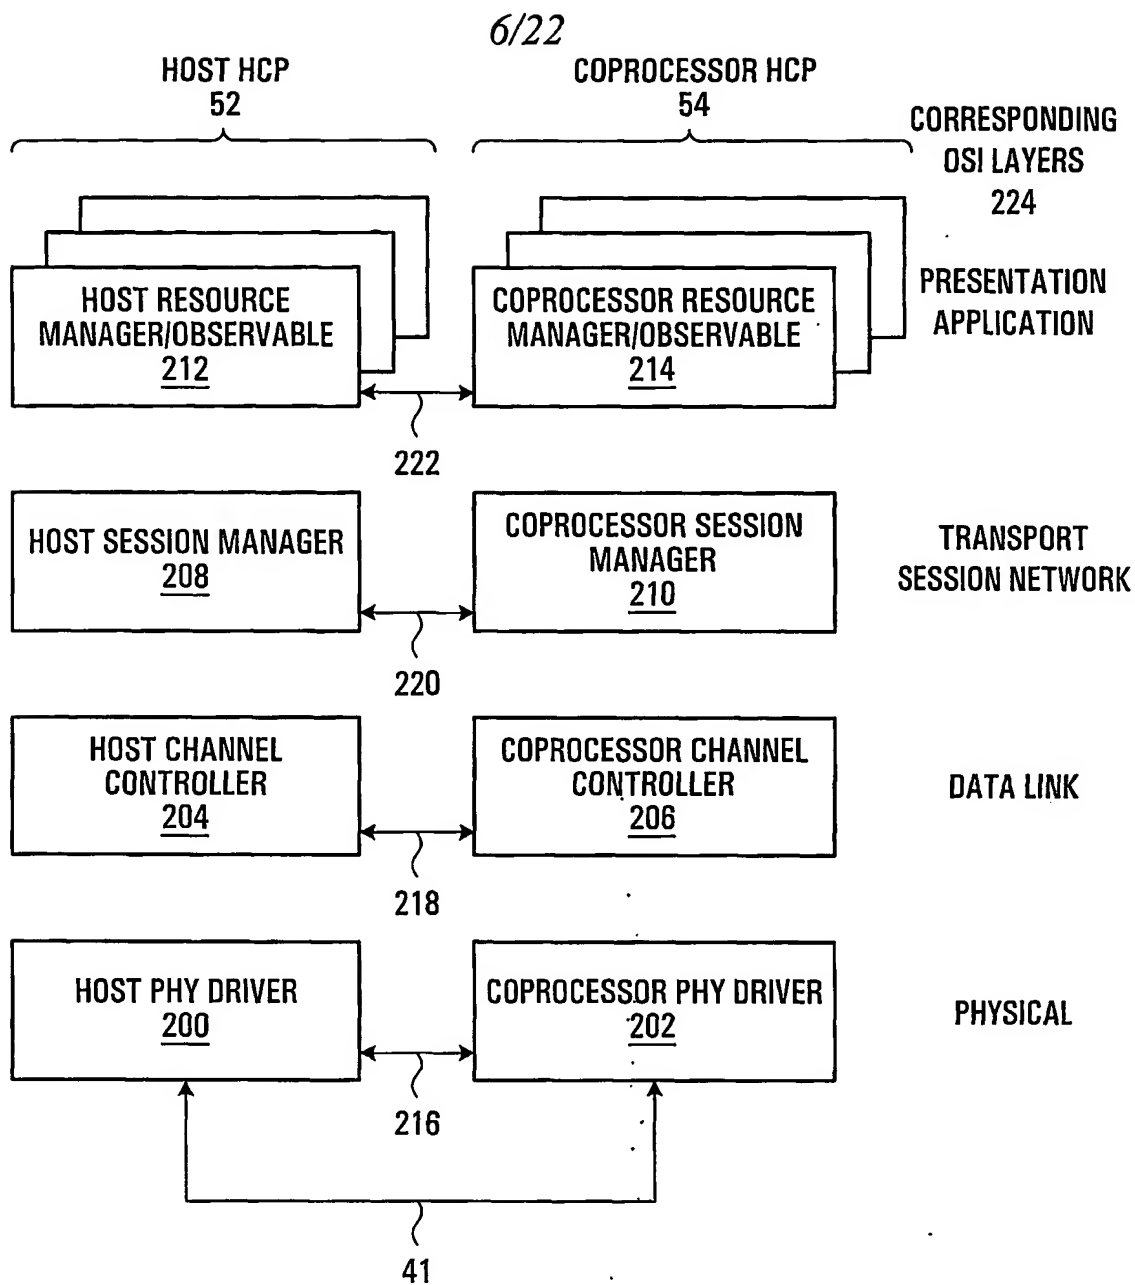 6/22
HOST HCP
52
COPROCESSOR HCP
54
CORRESPONDING
OSI LAYERS
224
HOST RESOURCE
MANAGER/OBSERVABLE
212
COPROCESSOR RESOURCE
MANAGER/OBSERVABLE
214
PRESENTATION
APPLICATION
222
HOST SESSION MANAGER
208
COPROCESSOR SESSION
MANAGER
210
TRANSPORT
SESSION NETWORK
220
HOST CHANNEL
CONTROLLER
204
COPROCESSOR CHANNEL
CONTROLLER
206
DATA LINK
218
HOST PHY DRIVER
200
COPROCESSOR PHY DRIVER
202
PHYSICAL
216
41